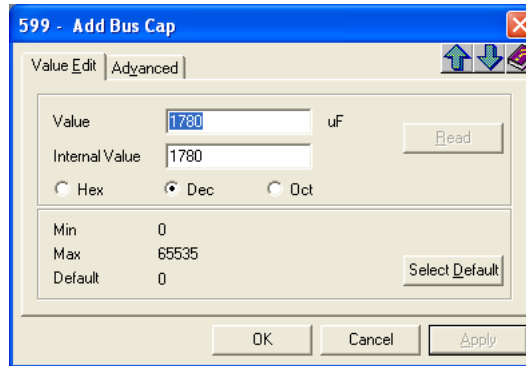 599 - Add Bus Cap
Value Edit Advanced
Value 1780 uF
Read
Internal Value 1780
Hex Dec Oct
Min 0
Max 65535
Default 0
Select Default
OK Cancel Apply